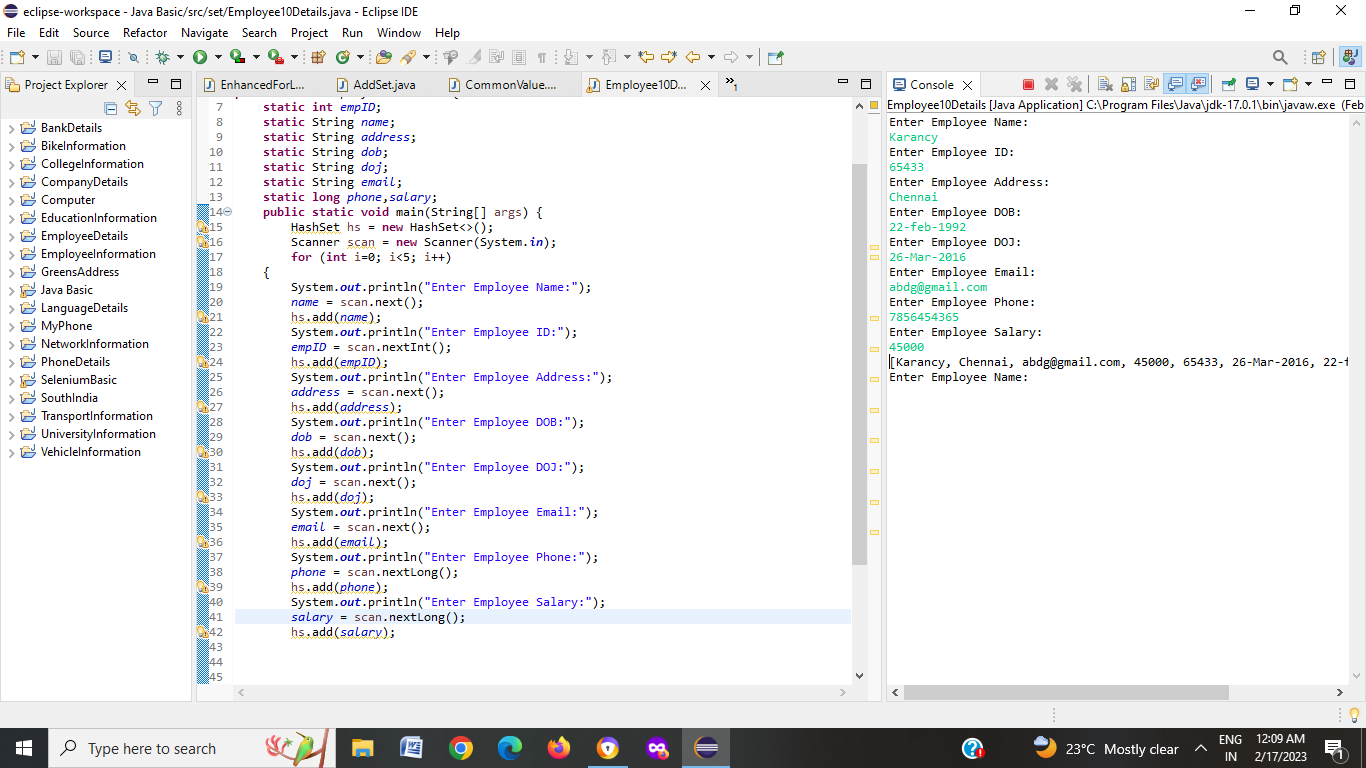 eclipse-workspace - Java Basic/src/set/Employee10Details.java - Eclipse IDE
File Edit Source Refactor Navigate Search Project Run Window Help
Project Explorer
BankDetails
BikeInformation
CollegeInformation
CompanyDetails
Computer
EducationInformation
EmployeeDetails
EmployeeInformation
GreensAddress
Java Basic
LanguageDetails
MyPhone
NetworkInformation
PhoneDetails
SeleniumBasic
SouthIndia
TransportInformation
UniversityInformation
VehicleInformation
EnhancedForL... AddSet.java CommonValue.... Employee10D... »1
7 static int empID;
8 static String name;
9 static String address;
10 static String dob;
11 static String doj;
12 static String email;
13 static long phone,salary;
14 public static void main(String[] args) {
15 HashSet hs = new HashSet<>();
16 Scanner scan = new Scanner(System.in);
17 for (int i=0; i<5; i++)
18 {
19 System.out.println("Enter Employee Name:");
20 name = scan.next();
21 hs.add(name);
22 System.out.println("Enter Employee ID:");
23 empID = scan.nextInt();
24 hs.add(empID);
25 System.out.println("Enter Employee Address:");
26 address = scan.next();
27 hs.add(address);
28 System.out.println("Enter Employee DOB:");
29 dob = scan.next();
30 hs.add(dob);
31 System.out.println("Enter Employee DOJ:");
32 doj = scan.next();
33 hs.add(doj);
34 System.out.println("Enter Employee Email:");
35 email = scan.next();
36 hs.add(email);
37 System.out.println("Enter Employee Phone:");
38 phone = scan.nextLong();
39 hs.add(phone);
40 System.out.println("Enter Employee Salary:");
41 salary = scan.nextLong();
42 hs.add(salary);
43
44
45
Console
Employee10Details [Java Application] C:\Program Files\Java\jdk-17.0.1\bin\javaw.exe (Feb
Enter Employee Name:
Karancy
Enter Employee ID:
65433
Enter Employee Address:
Chennai
Enter Employee DOB:
22-feb-1992
Enter Employee DOJ:
26-Mar-2016
Enter Employee Email:
abdg@gmail.com
Enter Employee Phone:
7856454365
Enter Employee Salary:
45000
[Karancy, Chennai, abdg@gmail.com, 45000, 65433, 26-Mar-2016, 22-f
Enter Employee Name:
Type here to search
23°C Mostly clear
ENG
IN
12:09 AM
2/17/2023
1